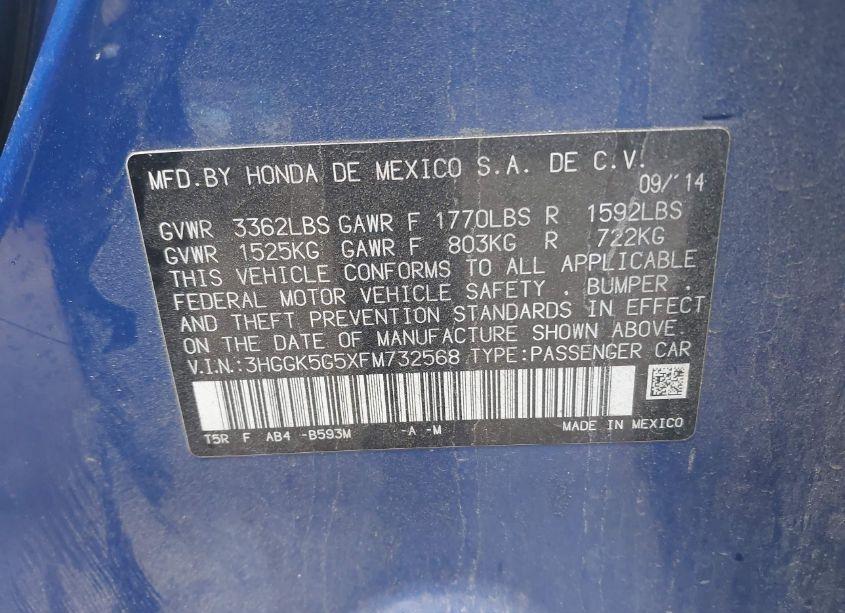 MFD.BY HONDA DE MEXICO S.A. DE C.V.
09/'14
GVWR 3362LBS GAWR F 1770LBS R 1592LBS
GVWR 1525KG GAWR F 803KG R 722KG
THIS VEHICLE CONFORMS TO ALL APPLICABLE
FEDERAL MOTOR VEHICLE SAFETY . BUMPER .
AND THEFT PREVENTION STANDARDS IN EFFECT
ON THE DATE OF MANUFACTURE SHOWN ABOVE
V.I.N.:3HGGK5G5XFM732568 TYPE:PASSENGER CAR
T5R F AB4 -B593M -A -M MADE IN MEXICO